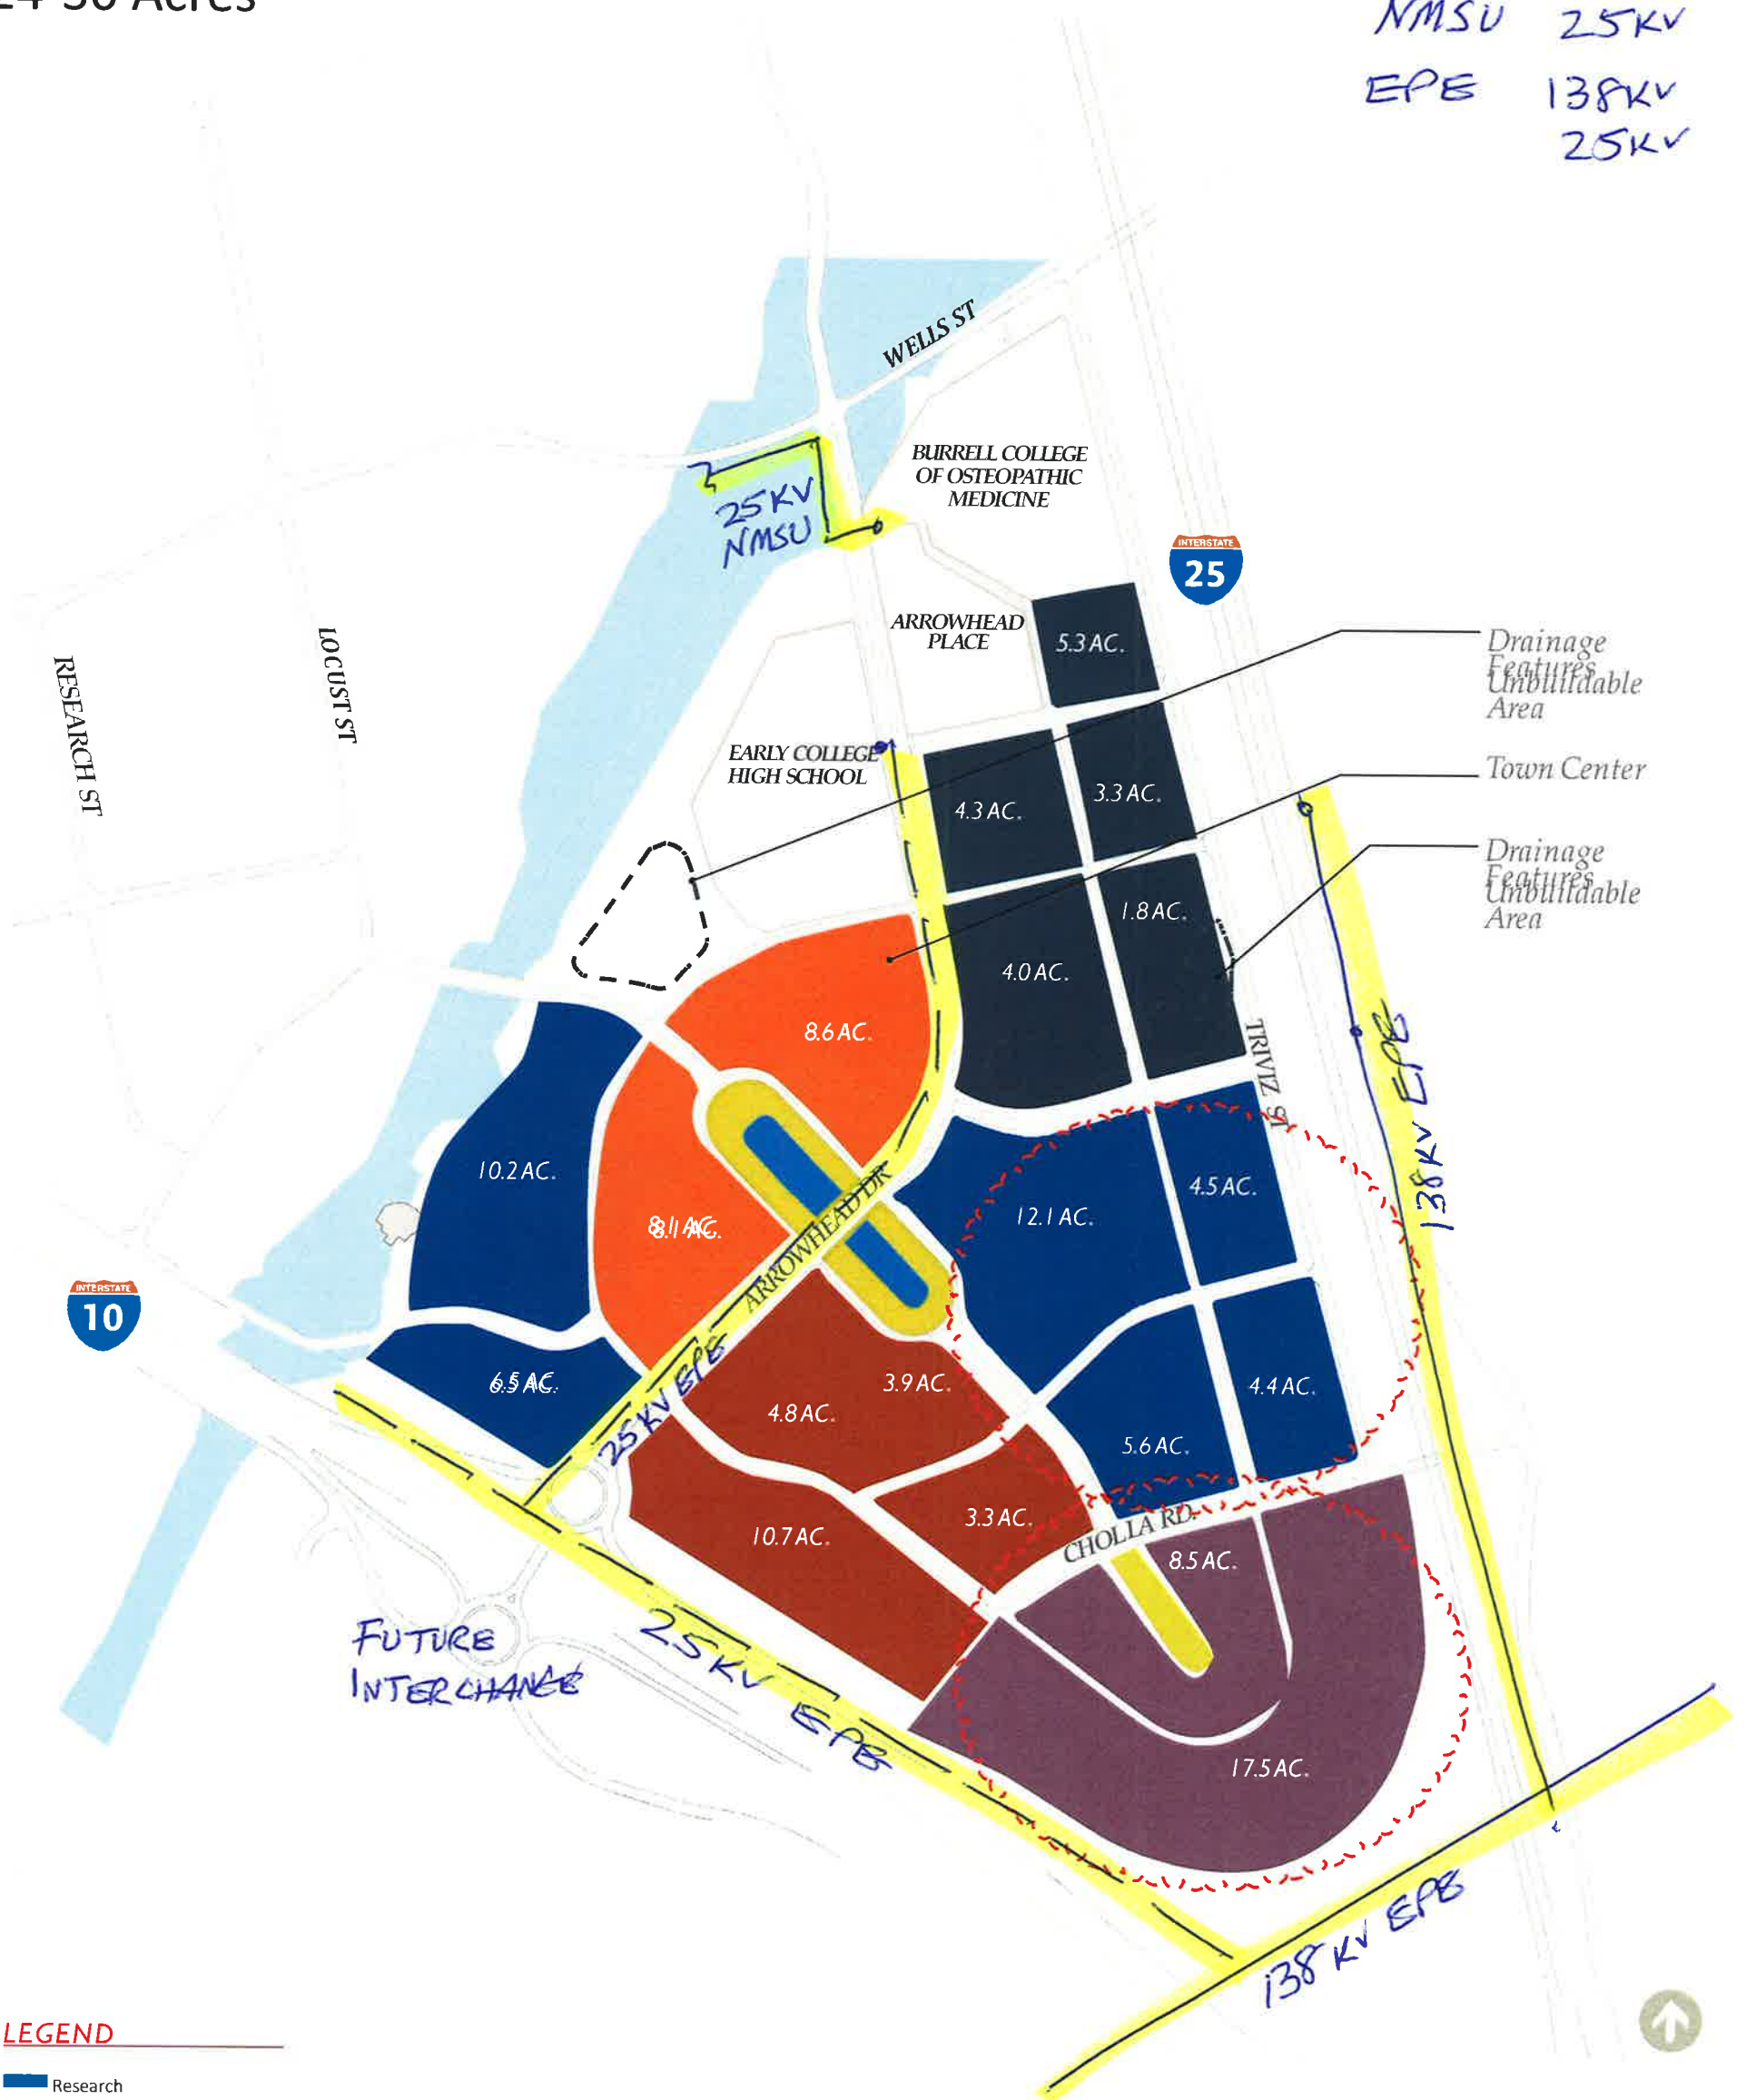 24-30 Acres
NMSU 25KV
EPE 138KV
25KV
WELLS ST
BURRELL COLLEGE
OF OSTEOPATHIC
MEDICINE
25KV
NMSU
INTERSTATE
25
ARROWHEAD
PLACE
5.3 AC.
Drainage
Features
Unbuildable
Area
RESEARCH ST
LOCUST ST
EARLY COLLEGE
HIGH SCHOOL
4.3 AC.
3.3 AC.
Town Center
Drainage
Features
Unbuildable
Area
1.8 AC.
4.0 AC.
8.6 AC.
TRIVIZ ST
138KV EPE
10.2 AC.
8.1 AC.
12.1 AC.
4.5 AC.
ARROWHEAD DR
INTERSTATE
10
6.5 AC.
25KV EPE
3.9 AC.
4.8 AC.
4.4 AC.
5.6 AC.
10.7 AC.
3.3 AC.
CHOLLA RD.
8.5 AC.
FUTURE
INTERCHANGE
25KV EPE
17.5 AC.
138KV EPE
LEGEND
Research